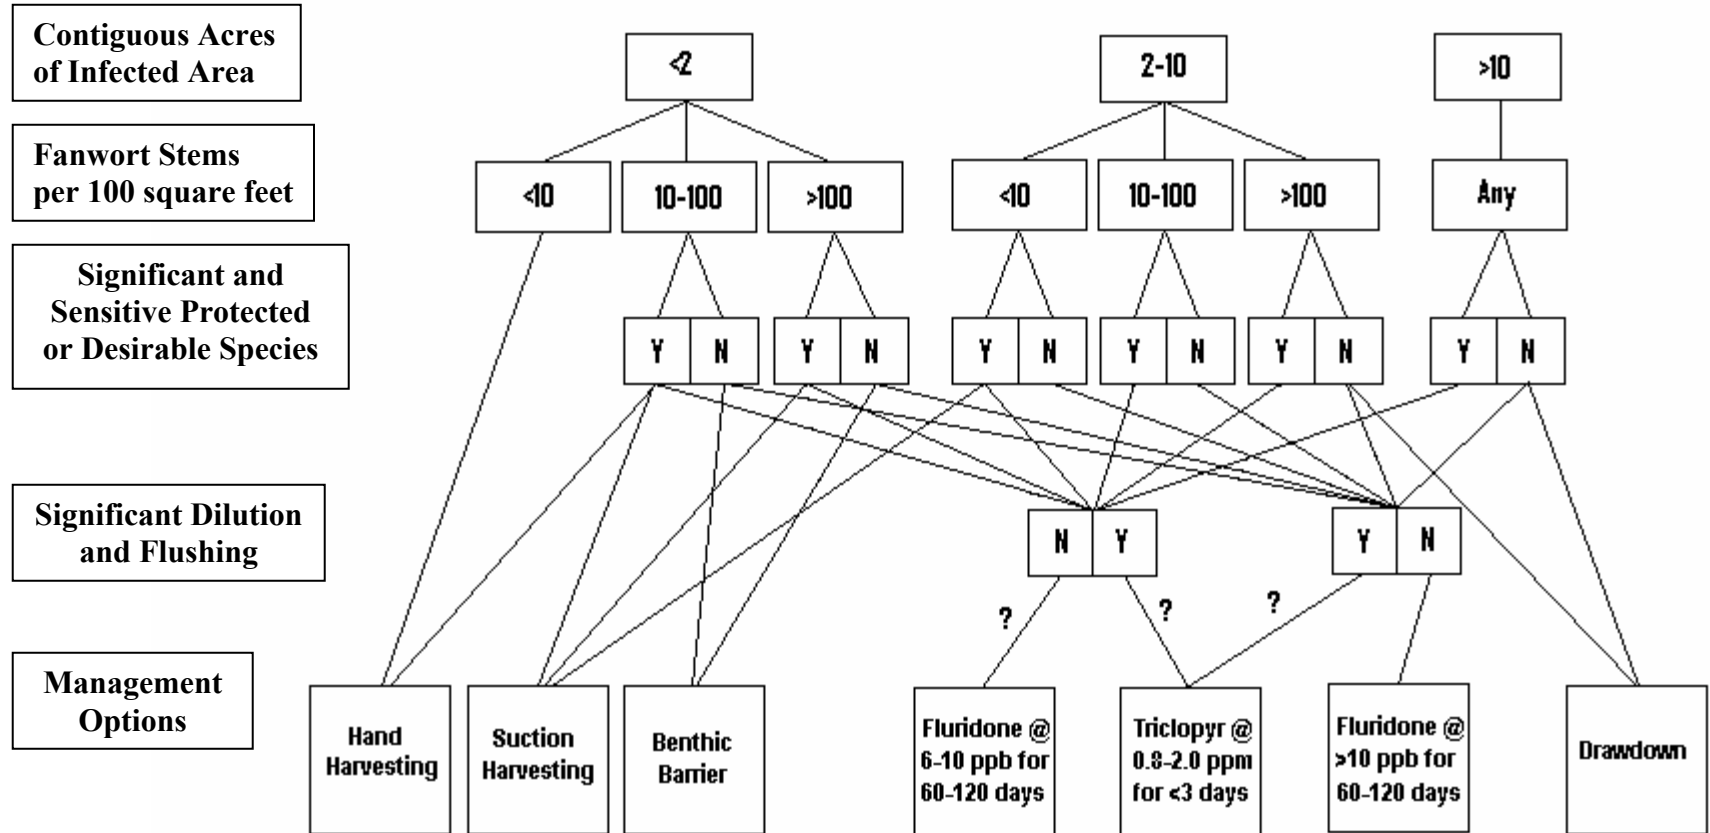 Contiguous Acres
of Infected Area
<2
2-10
>10
Fanwort Stems
per 100 square feet
<10
10-100
>100
<10
10-100
>100
Any
Significant and
Sensitive Protected
or Desirable Species
Y N
Y N
Y N
Y N
Y N
Y N
Significant Dilution
and Flushing
N Y
Y N
?
?
?
Management
Options
Hand
Harvesting
Suction
Harvesting
Benthic
Barrier
Fluridone @
6-10 ppb for
60-120 days
Triclopyr @
0.8-2.0 ppm
for <3 days
Fluridone @
>10 ppb for
60-120 days
Drawdown